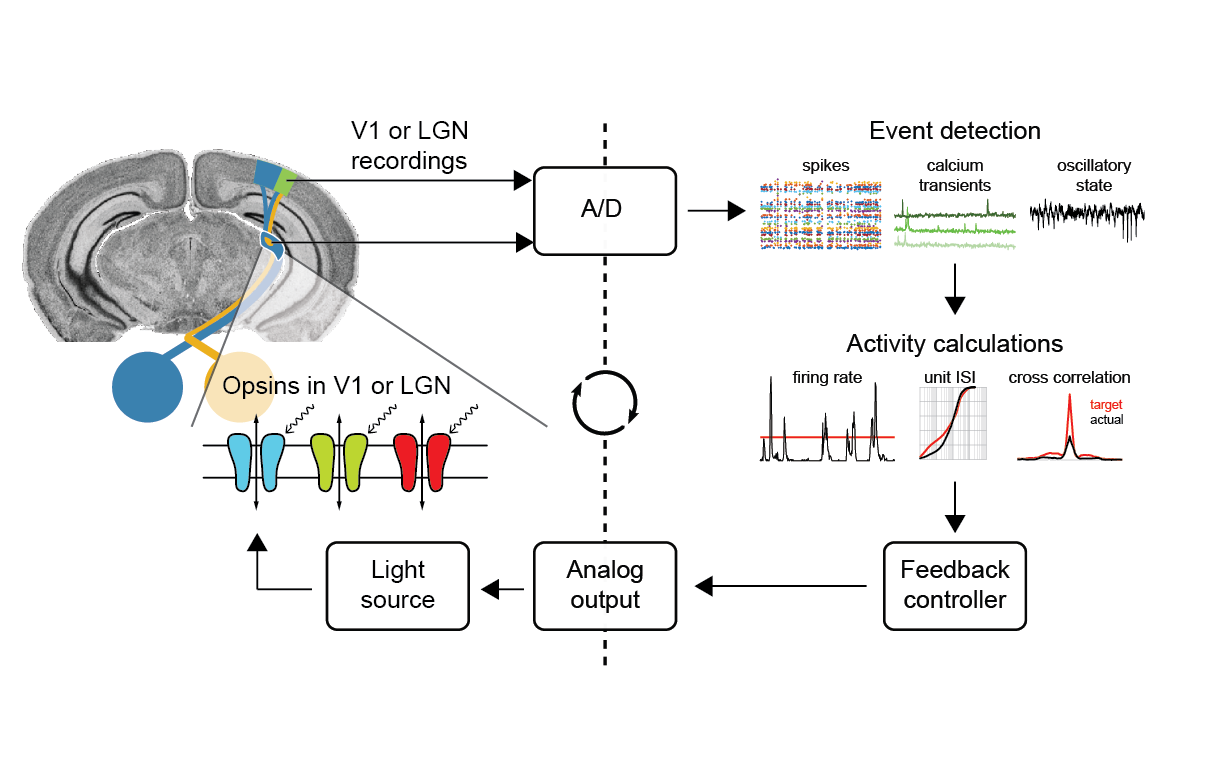 V1 or LGN
recordings
A/D
Event detection
spikes
calcium
transients
oscillatory
state
Activity calculations
firing rate
unit ISI
cross correlation
target
actual
Opsins in V1 or LGN
Light
source
Analog
output
Feedback
controller